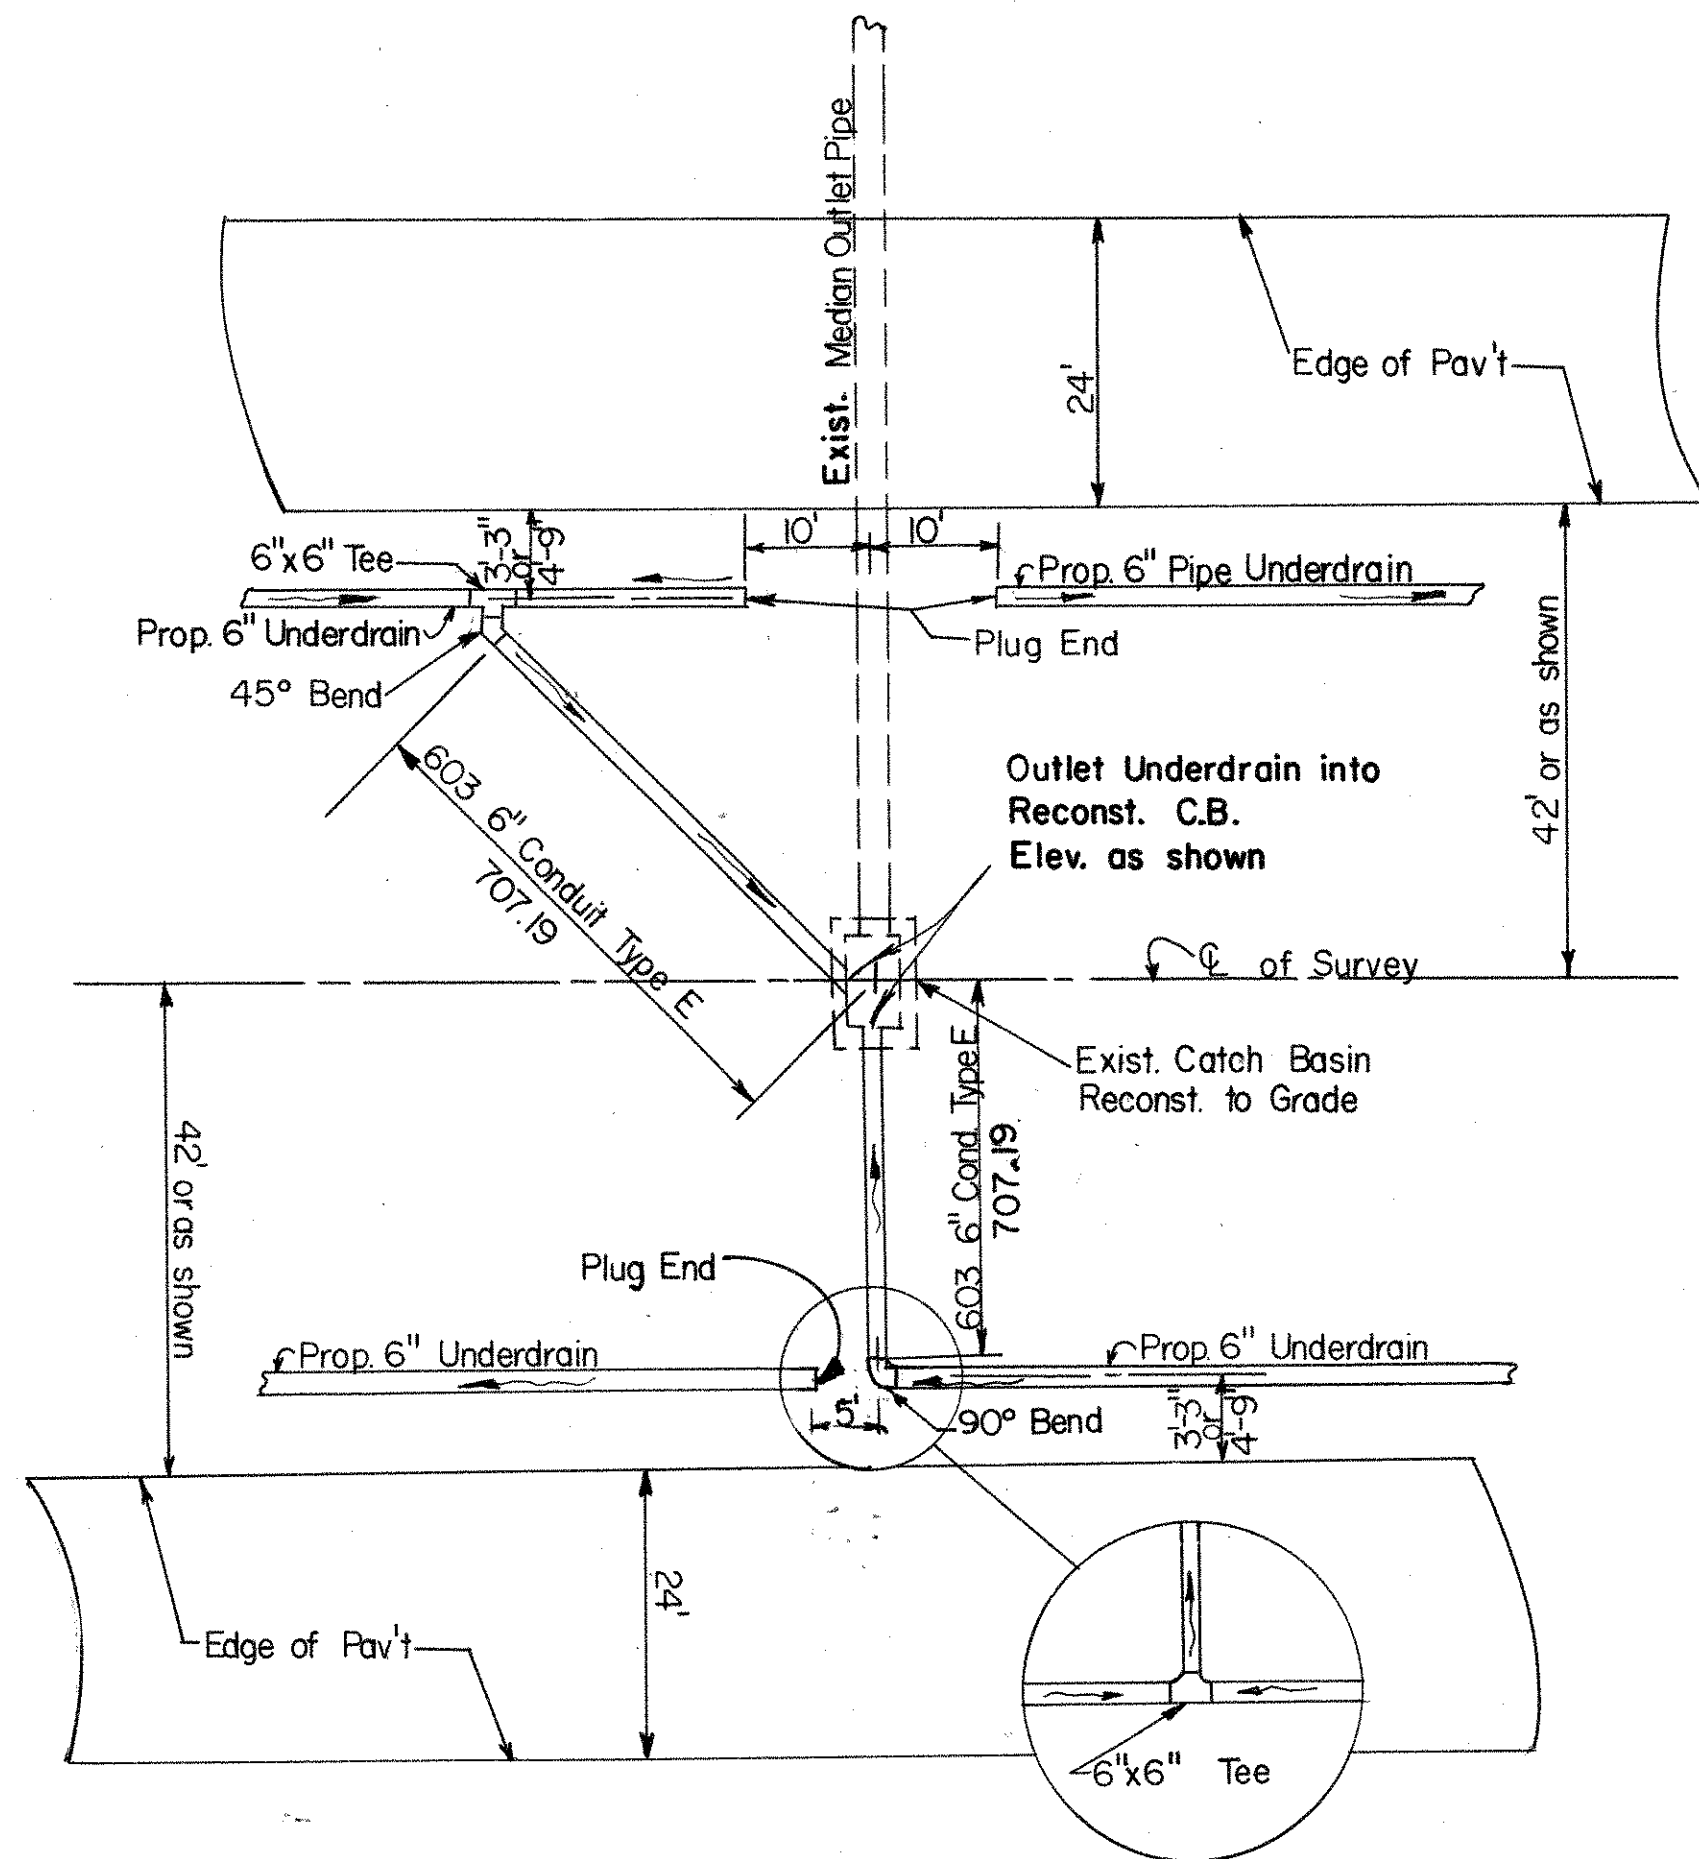 Exist. Median Outlet Pipe
24'
Edge of Pav't
10'
10'
6"x6" Tee
3'-3"
or
4'-9"
Prop. 6" Pipe Underdrain
Prop. 6" Underdrain
Plug End
45° Bend
42' or as shown
603 6" Conduit Type E
707.19
Outlet Underdrain into
Reconst. C.B.
Elev. as shown
℄ of Survey
Exist. Catch Basin
Reconst. to Grade
42' or as shown
603 6" Cond. Type E
707.19
Plug End
Prop. 6" Underdrain
Prop. 6" Underdrain
5'
90° Bend
3'-3"
or
4'-9"
24'
Edge of Pav't
6"x6" Tee